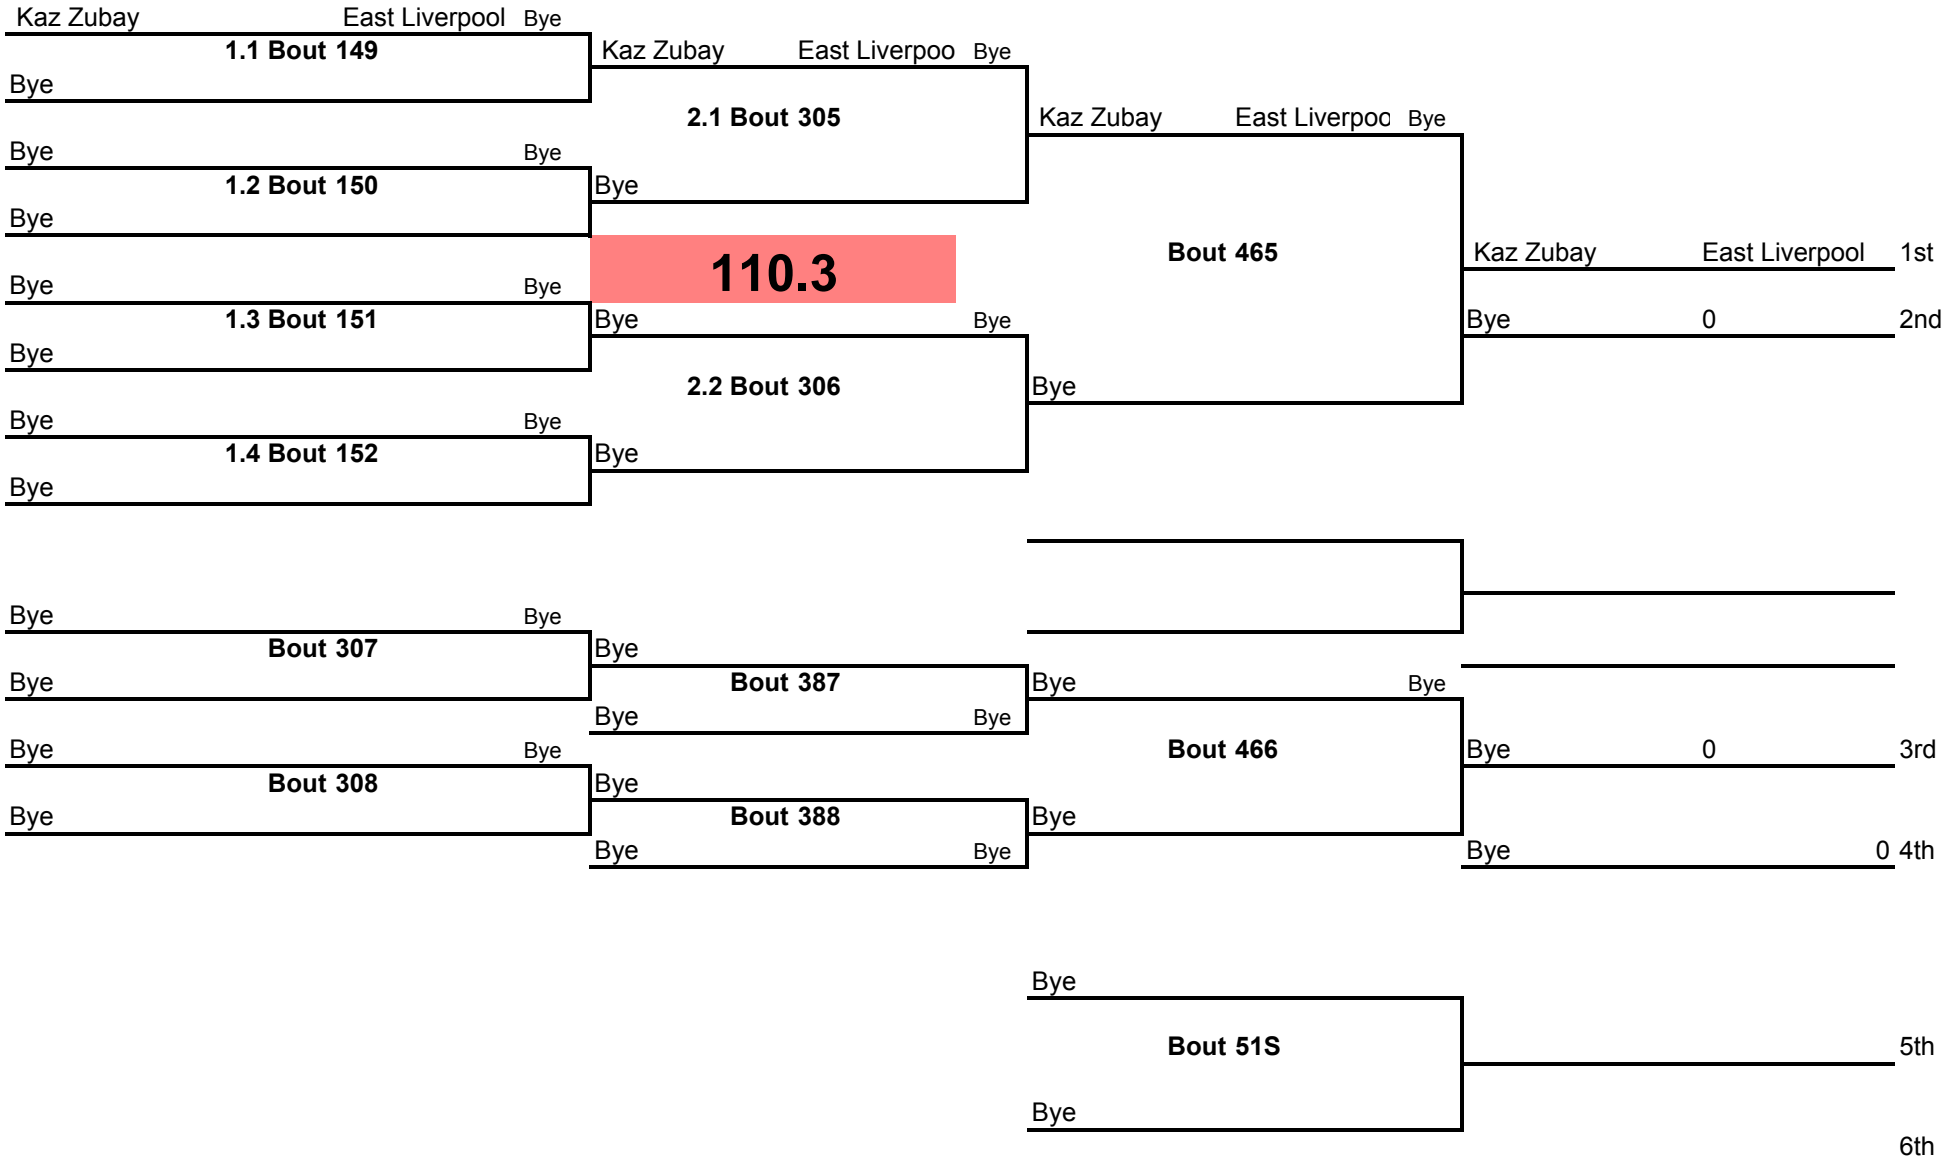 Kaz Zubay East Liverpool Bye
1.1 Bout 149 Kaz Zubay East Liverpoo Bye
Bye
2.1 Bout 305 Kaz Zubay East Liverpoo Bye
Bye Bye
1.2 Bout 150 Bye
Bye
110.3 Bout 465 Kaz Zubay East Liverpool 1st
Bye Bye
1.3 Bout 151 Bye Bye Bye 0 2nd
Bye
2.2 Bout 306 Bye
Bye Bye
1.4 Bout 152 Bye
Bye
Bye Bye
Bout 307 Bye
Bye Bout 387 Bye Bye
Bye Bye
Bye Bye Bout 466 Bye 0 3rd
Bout 308 Bye
Bye Bout 388 Bye
Bye Bye Bye 0 4th
Bye
Bout 51S 5th
Bye
6th